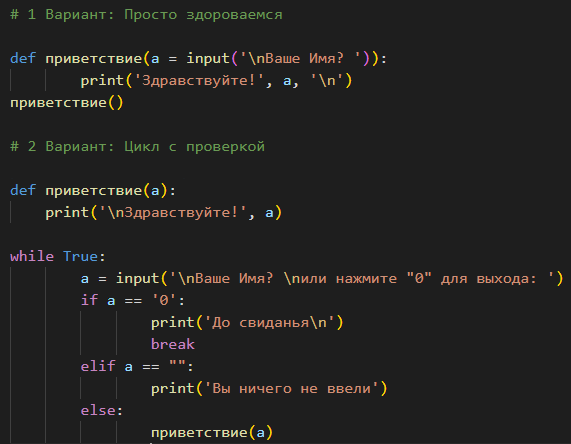 # 1 Вариант: Просто здороваемся
def приветствие(a = input('\nВаше Имя? ')):
print('Здравствуйте!', a, '\n')
приветствие()
# 2 Вариант: Цикл с проверкой
def приветствие(a):
print('\nЗдравствуйте!', a)
while True:
a = input('\nВаше Имя? \nили нажмите "0" для выхода: ')
if a == '0':
print('До свиданья\n')
break
elif a == "":
print('Вы ничего не ввели')
else:
приветствие(a)